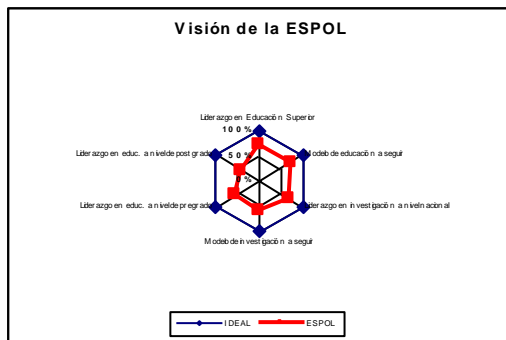 Visión de la ESPOL
Liderazgo en Educación Superior
100%
Liderazgo en educ. a nivel de postgrado
50%
Modelo de educación a seguir
0%
Liderazgo en educ. a nivel de pregrado
Liderazgo en investigación a nivel nacional
Modelo de investigación a seguir
IDEAL
ESPOL